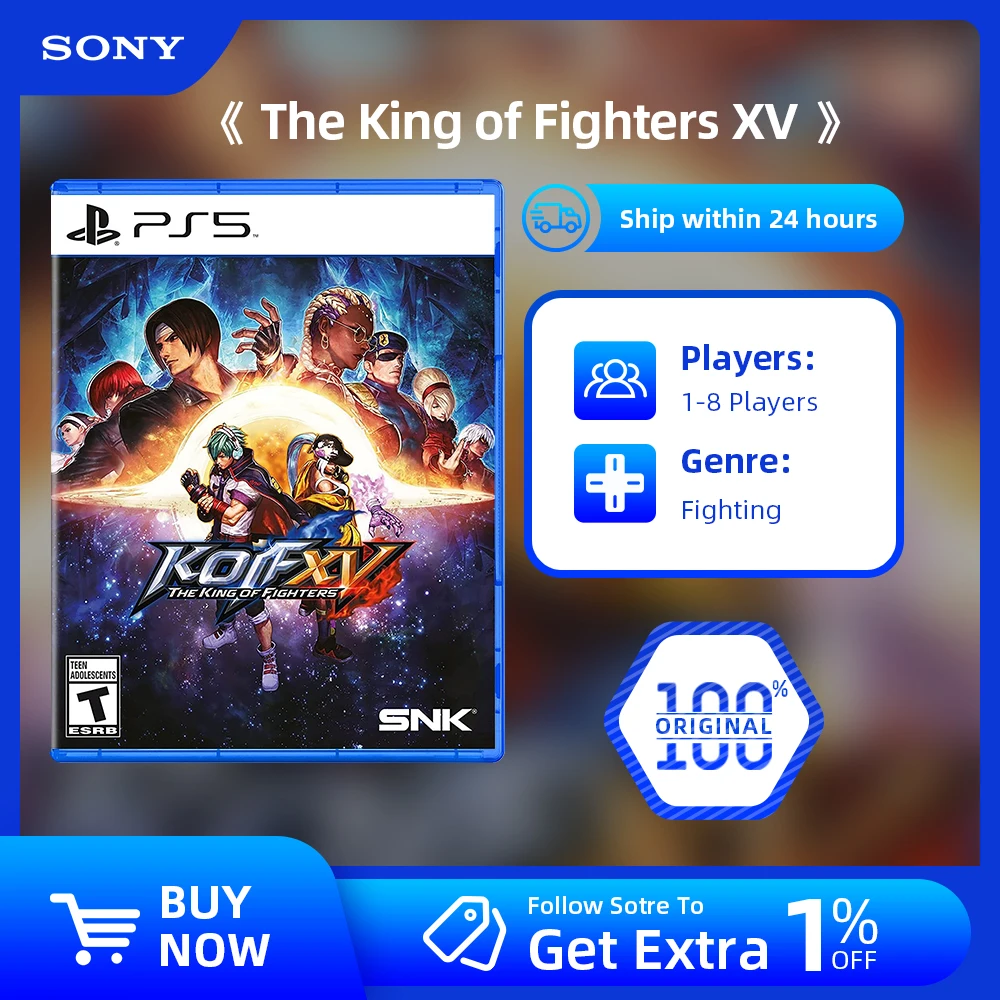 SONY
《 The King of Fighters XV 》
PS5
Ship within 24 hours
Players:
1-8 Players
Genre:
Fighting
KOFXV
THE KING OF FIGHTERS
TEEN
ADOLESCENTS
T
ESRB
SNK
100%
ORIGINAL
100
BUY
NOW
Follow Sotre To
Get Extra
1%
OFF